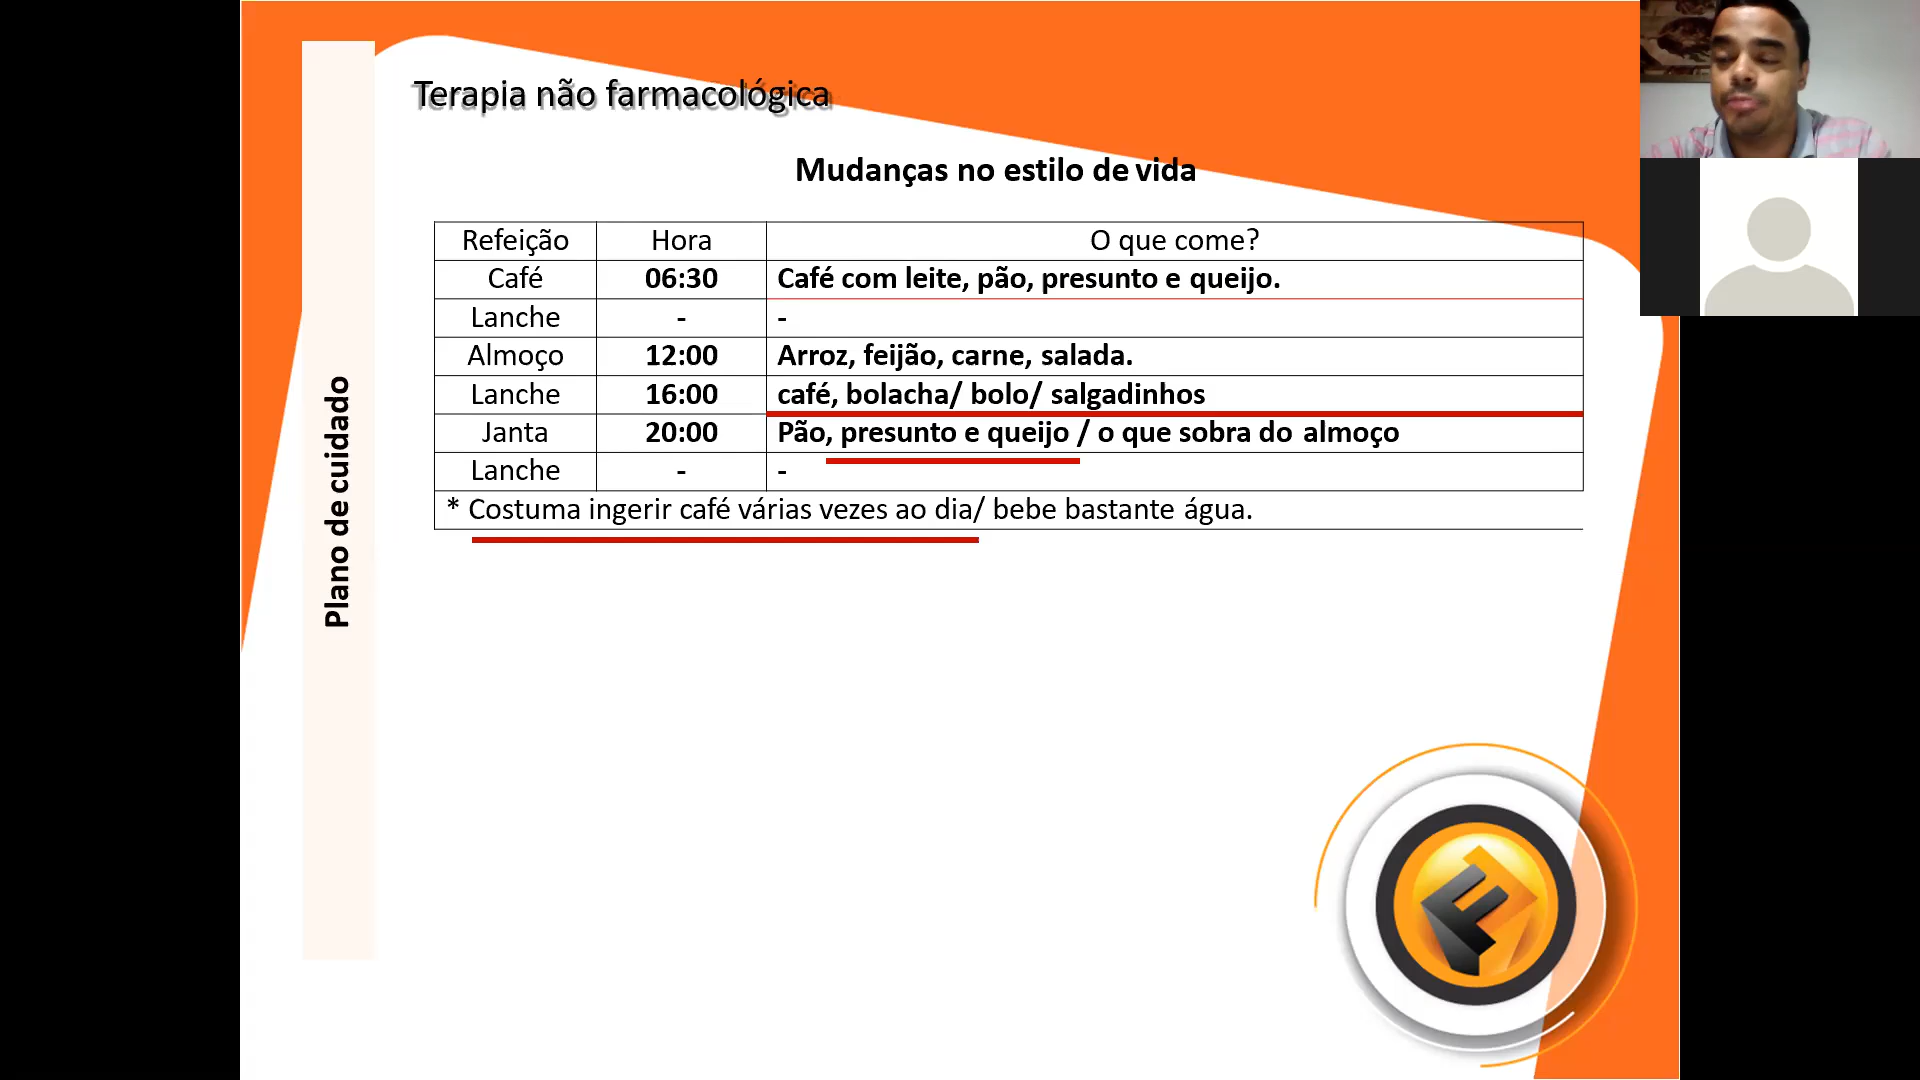 Terapia não farmacológica
Mudanças no estilo de vida
Plano de cuidado
Refeição Hora O que come?
Café 06:30 Café com leite, pão, presunto e queijo.
Lanche - -
Almoço 12:00 Arroz, feijão, carne, salada.
Lanche 16:00 café, bolacha/ bolo/ salgadinhos
Janta 20:00 Pão, presunto e queijo / o que sobra do almoço
Lanche - -
* Costuma ingerir café várias vezes ao dia/ bebe bastante água.